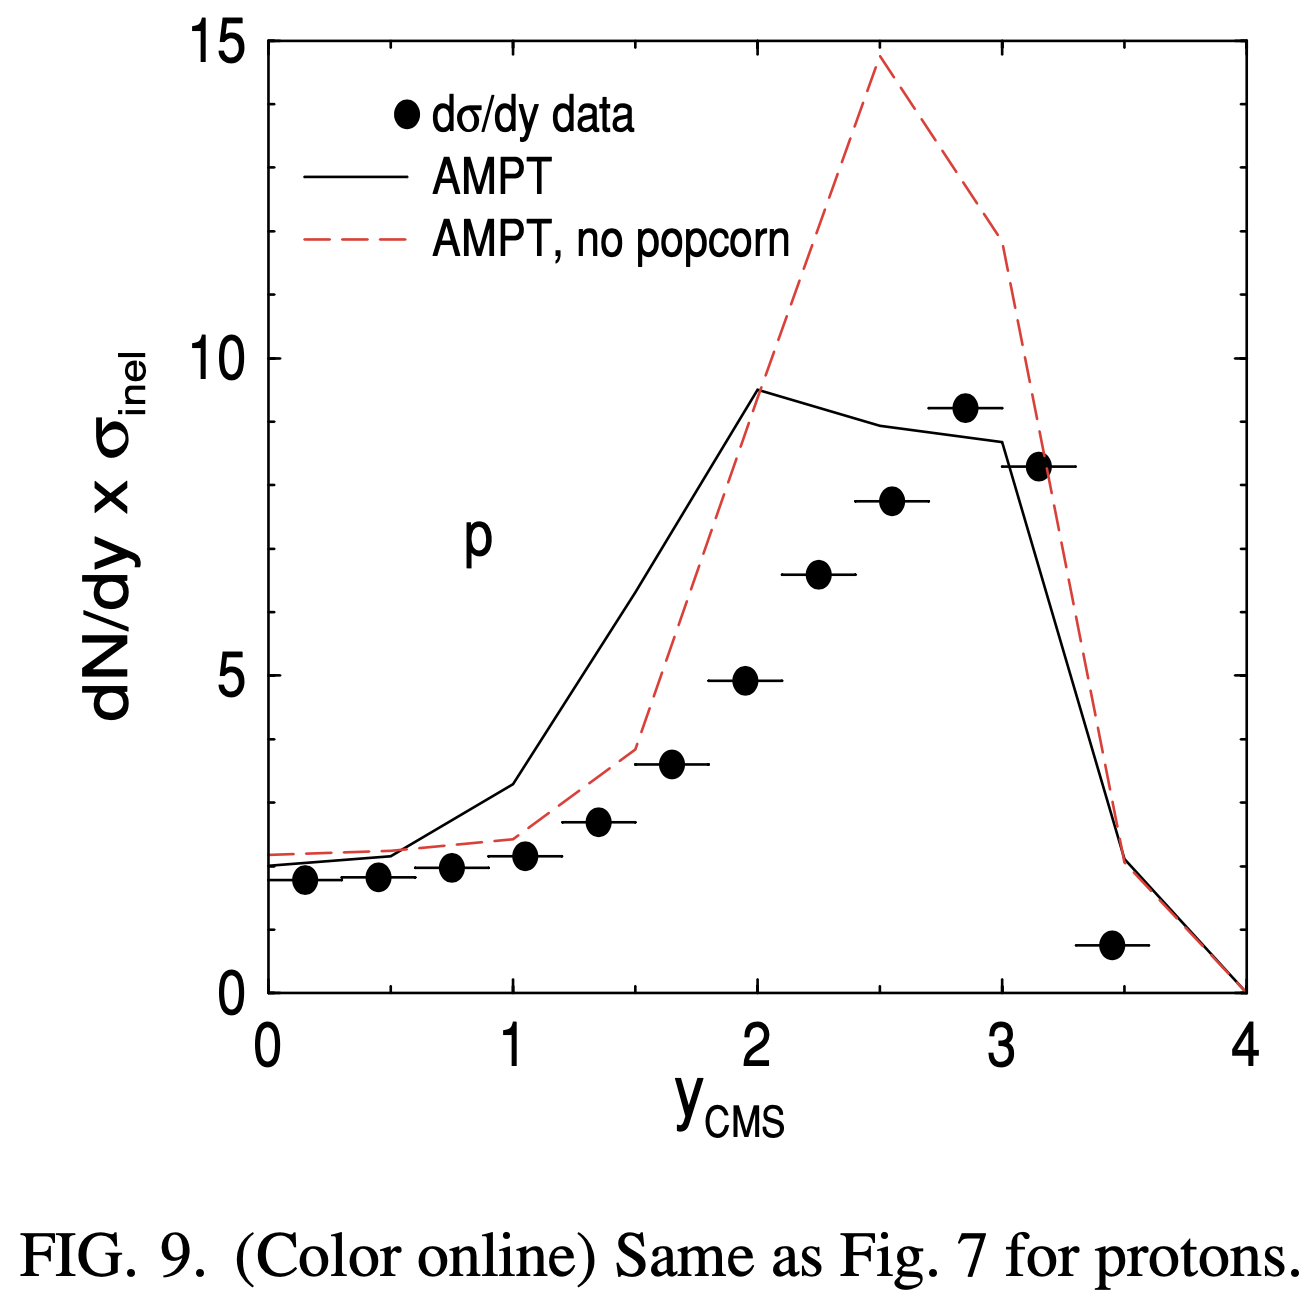 15
10
5
0
dσ/dy data
AMPT
AMPT, no popcorn
p
dN/dy x σinel
0 1 2 3 4
yCMS
FIG. 9. (Color online) Same as Fig. 7 for protons.